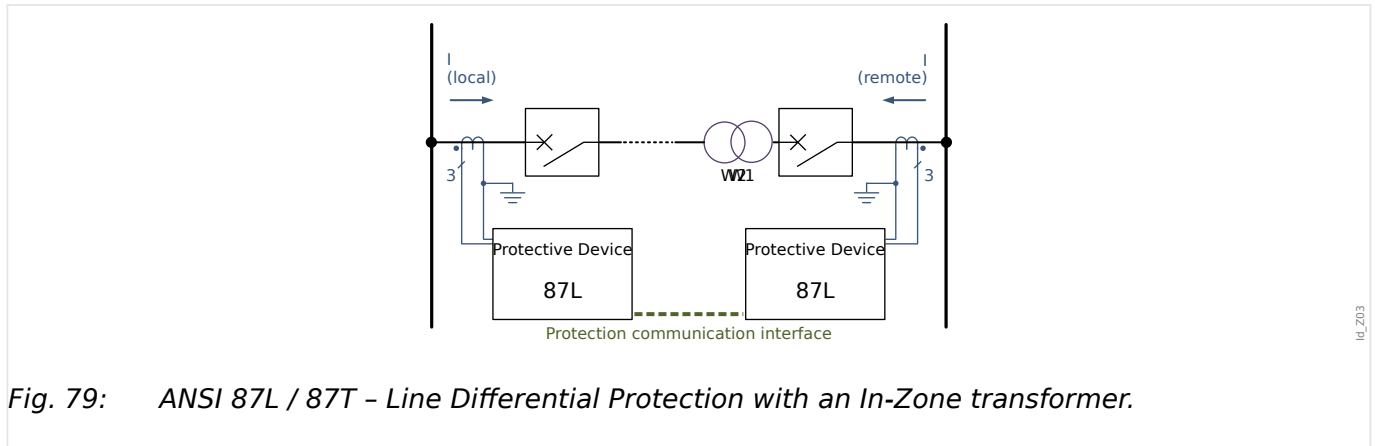 I
(local)
I
(remote)
3
3
W2
W1
Protective Device
87L
Protective Device
87L
Protection communication interface
ld_Z03
Fig. 79: ANSI 87L / 87T – Line Differential Protection with an In-Zone transformer.